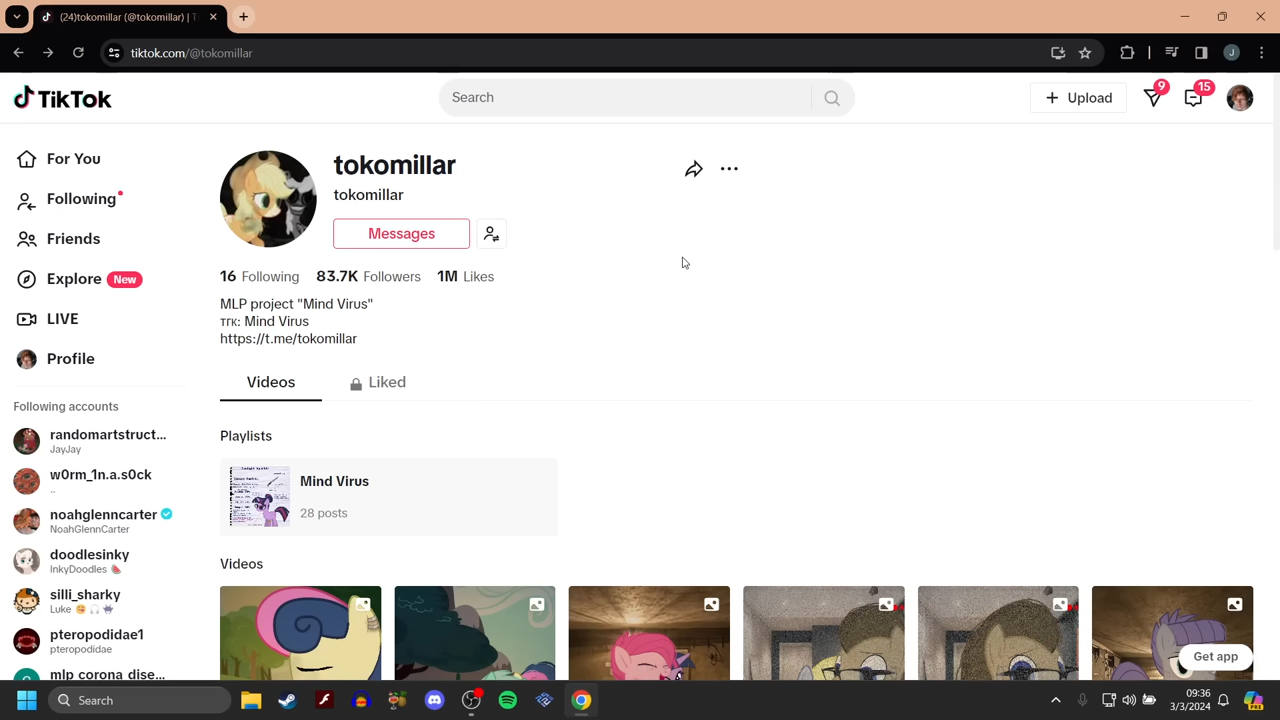 (24)tokomillar (@tokomillar) | T
tiktok.com/@tokomillar
J
TikTok
Search
Upload
9
15
For You
Following
Friends
Explore New
LIVE
Profile
Following accounts
randomartstruct...
JayJay
w0rm_1n.a.s0ck
..
noahglenncarter
NoahGlennCarter
doodlesinky
InkyDoodles 🍉
silli_sharky
Luke
pteropodidae1
pteropodidae
mlp_corona_dise...
tokomillar
tokomillar
Messages
16 Following 83.7K Followers 1M Likes
MLP project "Mind Virus"
тгк: Mind Virus
https://t.me/tokomillar
Videos
Liked
Playlists
Mind Virus
28 posts
Videos
Get app
Search
09:36
3/3/2024